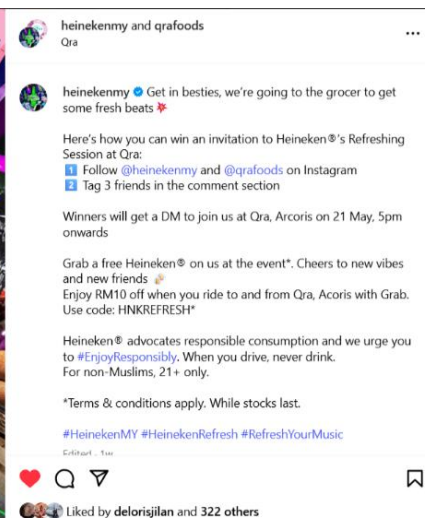 heinekenmy and qrafoods
Qra
heinekenmy Get in besties, we're going to the grocer to get
some fresh beats
Here's how you can win an invitation to Heineken®'s Refreshing
Session at Qra:
1 Follow @heinekenmy and @qrafoods on Instagram
2 Tag 3 friends in the comment section
Winners will get a DM to join us at Qra, Arcoris on 21 May, 5pm
onwards
Grab a free Heineken® on us at the event*. Cheers to new vibes
and new friends
Enjoy RM10 off when you ride to and from Qra, Acoris with Grab.
Use code: HNKREFRESH*
Heineken® advocates responsible consumption and we urge you
to #EnjoyResponsibly. When you drive, never drink.
For non-Muslims, 21+ only.
*Terms & conditions apply. While stocks last.
#HeinekenMY #HeinekenRefresh #RefreshYourMusic
Edited · 1w
Liked by delorisjilan and 322 others